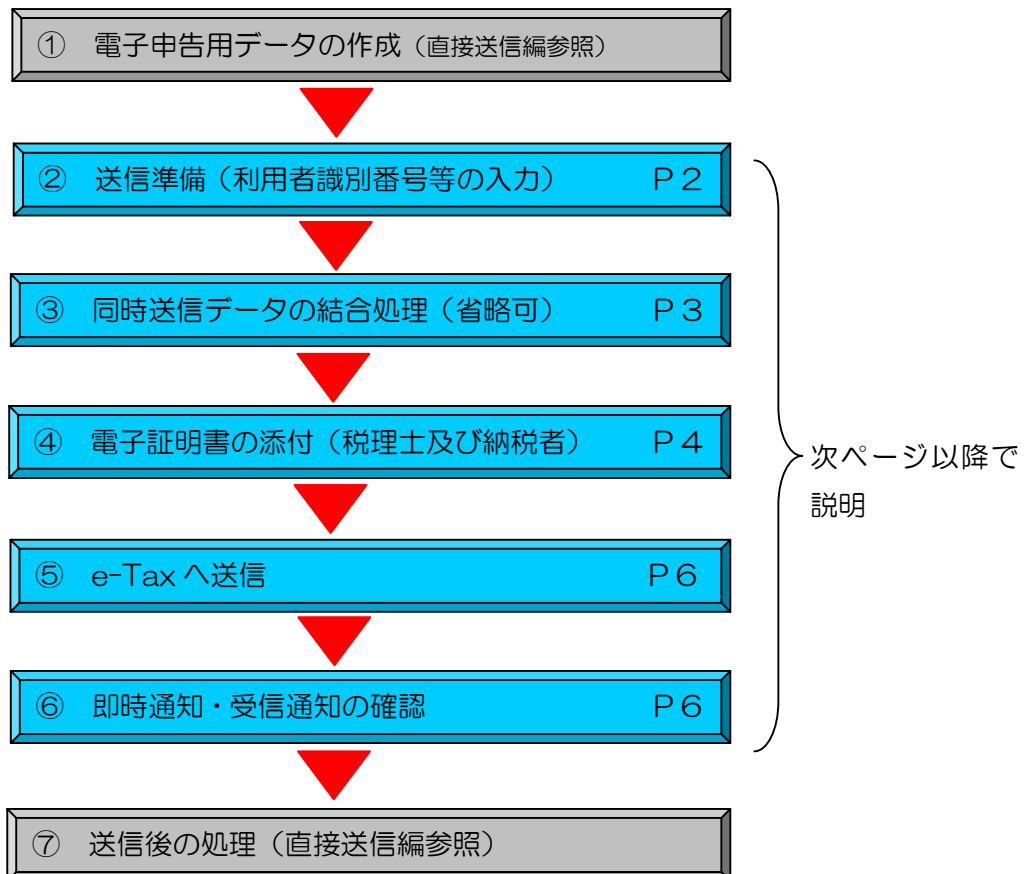 ① 電子申告用データの作成（直接送信編参照）
② 送信準備（利用者識別番号等の入力） Ｐ２
③ 同時送信データの結合処理（省略可） Ｐ３
④ 電子証明書の添付（税理士及び納税者） Ｐ４
次ページ以降で
説明
⑤ e-Tax へ送信 Ｐ６
⑥ 即時通知・受信通知の確認 Ｐ６
⑦ 送信後の処理（直接送信編参照）